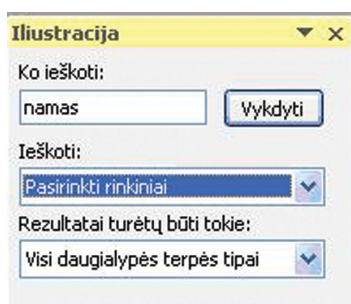 Iliustracija
Ko ieškoti:
namas Vykdyti
Ieškoti:
Pasirinkti rinkiniai
Rezultatai turėtų būti tokie:
Visi daugialypės terpės tipai